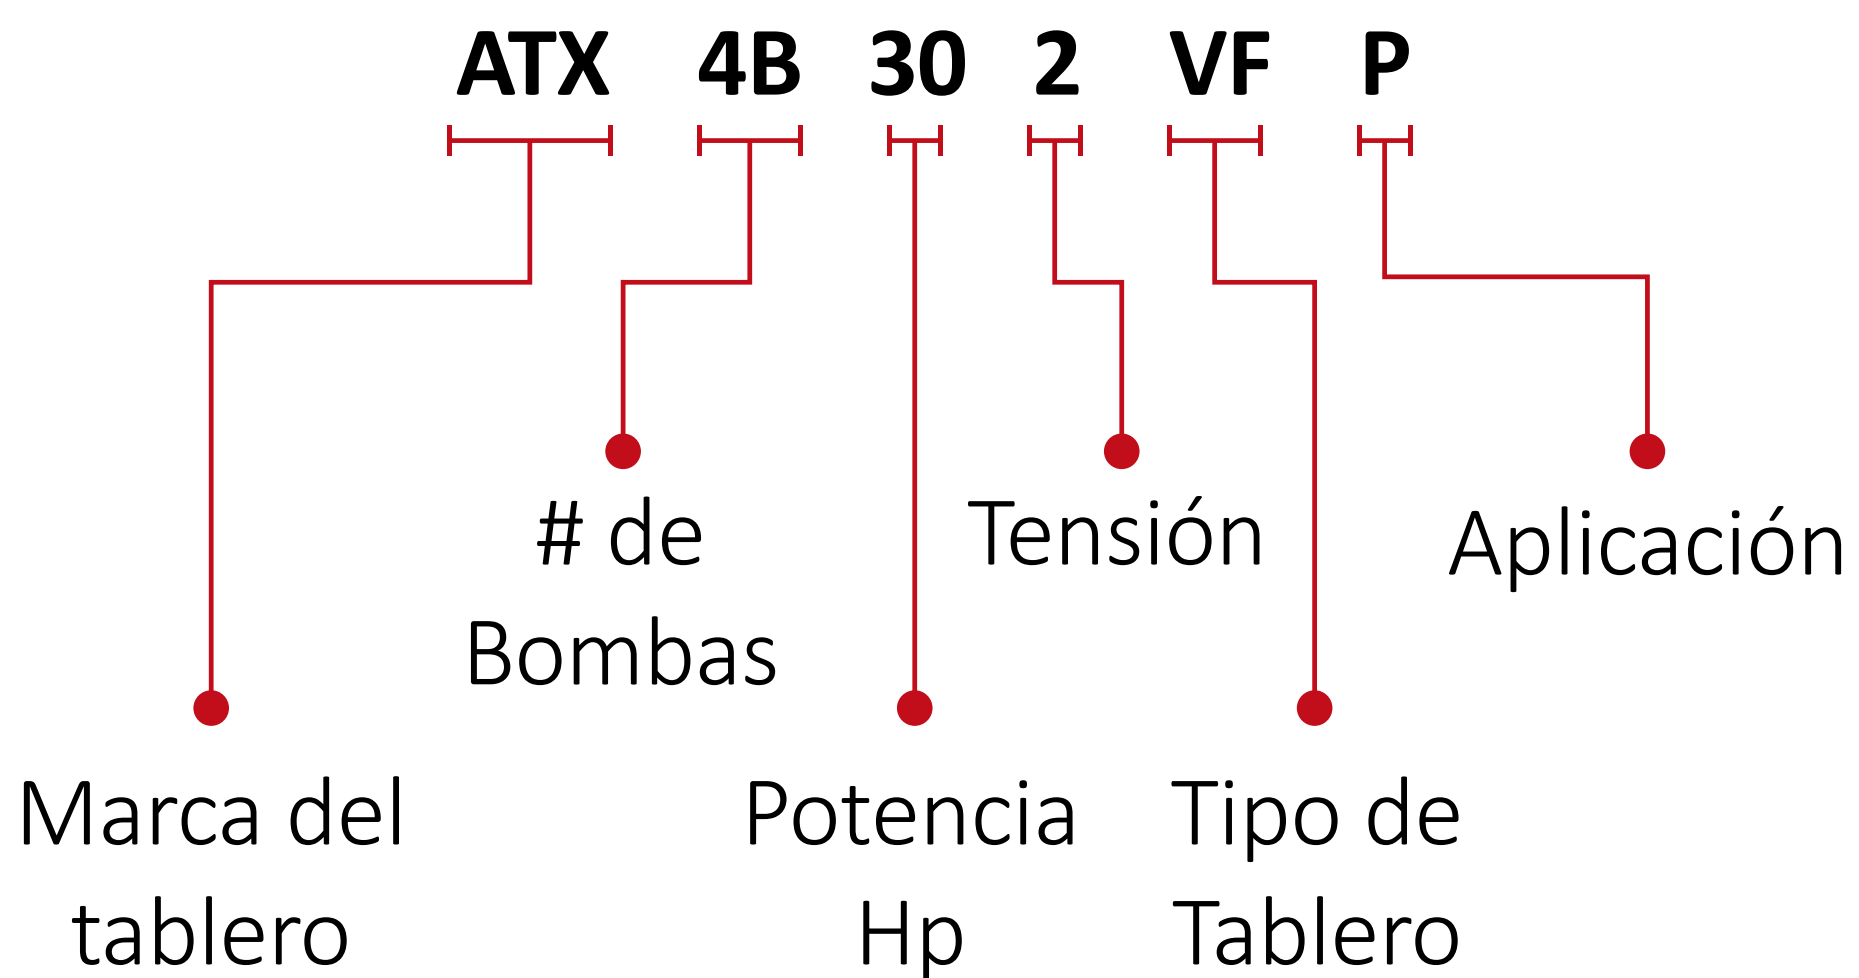 ATX 4B 30 2 VF P
# de
Bombas
Tensión
Aplicación
Marca del
tablero
Potencia
Hp
Tipo de
Tablero